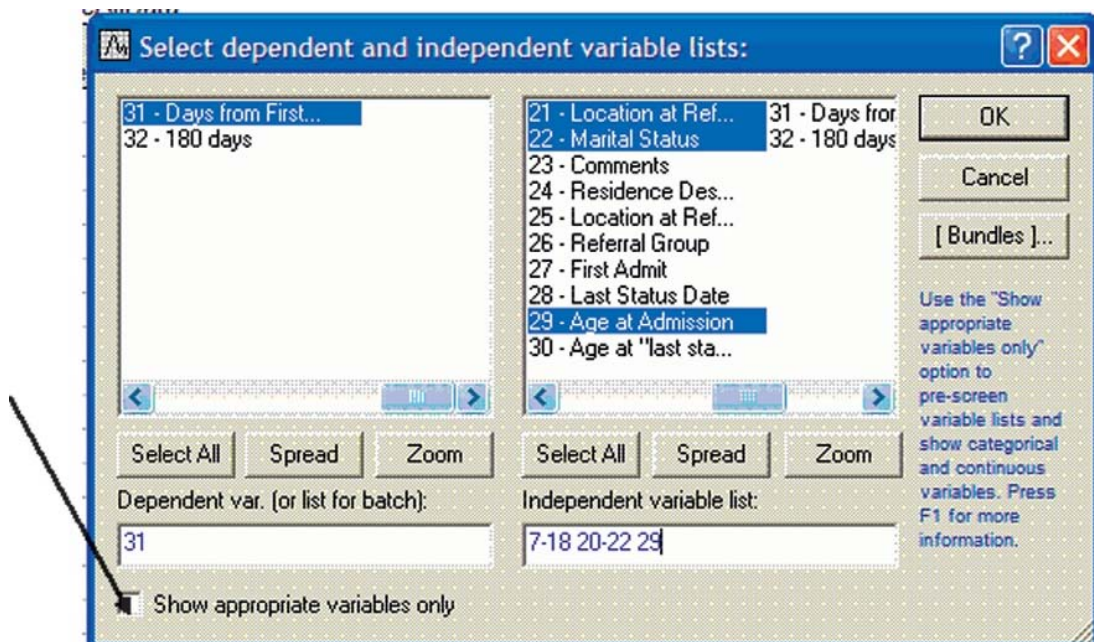 Select dependent and independent variable lists:
31 - Days from First...
32 - 180 days
21 - Location at Ref...
22 - Marital Status
23 - Comments
24 - Residence Des...
25 - Location at Ref...
26 - Referral Group
27 - First Admit
28 - Last Status Date
29 - Age at Admission
30 - Age at "last sta...
31 - Days fror
32 - 180 days
OK
Cancel
[ Bundles ]...
Use the "Show
appropriate
variables only"
option to
pre-screen
variable lists and
show categorical
and continuous
variables. Press
F1 for more
information.
Select All Spread Zoom
Select All Spread Zoom
Dependent var. (or list for batch):
31
Independent variable list:
7-18 20-22 29
Show appropriate variables only